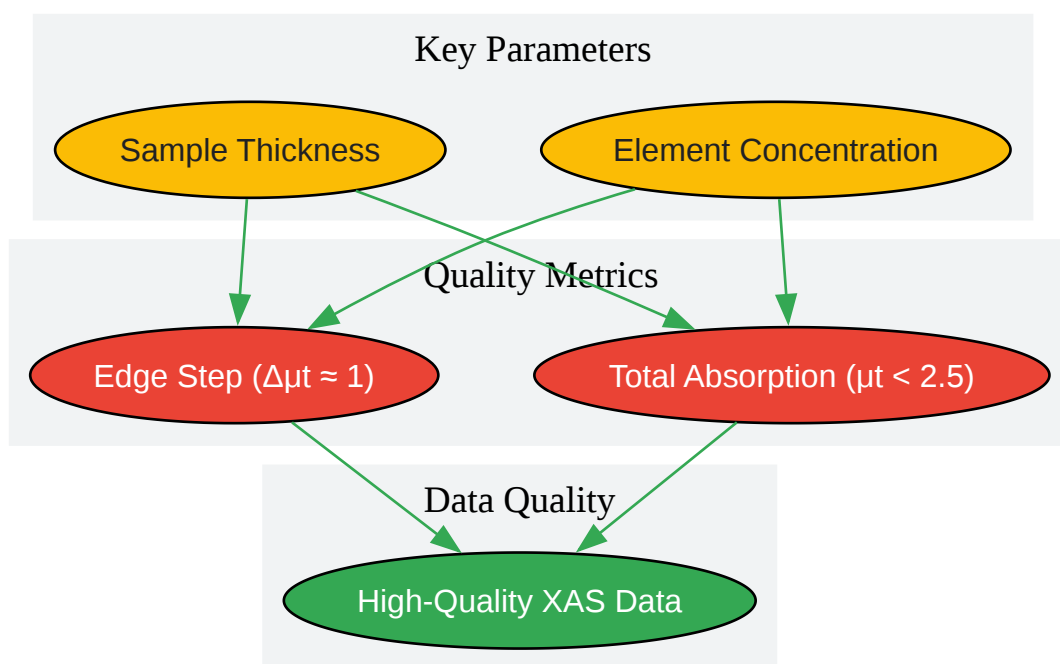 Key Parameters
Sample Thickness
Element Concentration
Quality Metrics
Edge Step (Δμt ≈ 1)
Total Absorption (μt < 2.5)
Data Quality
High-Quality XAS Data